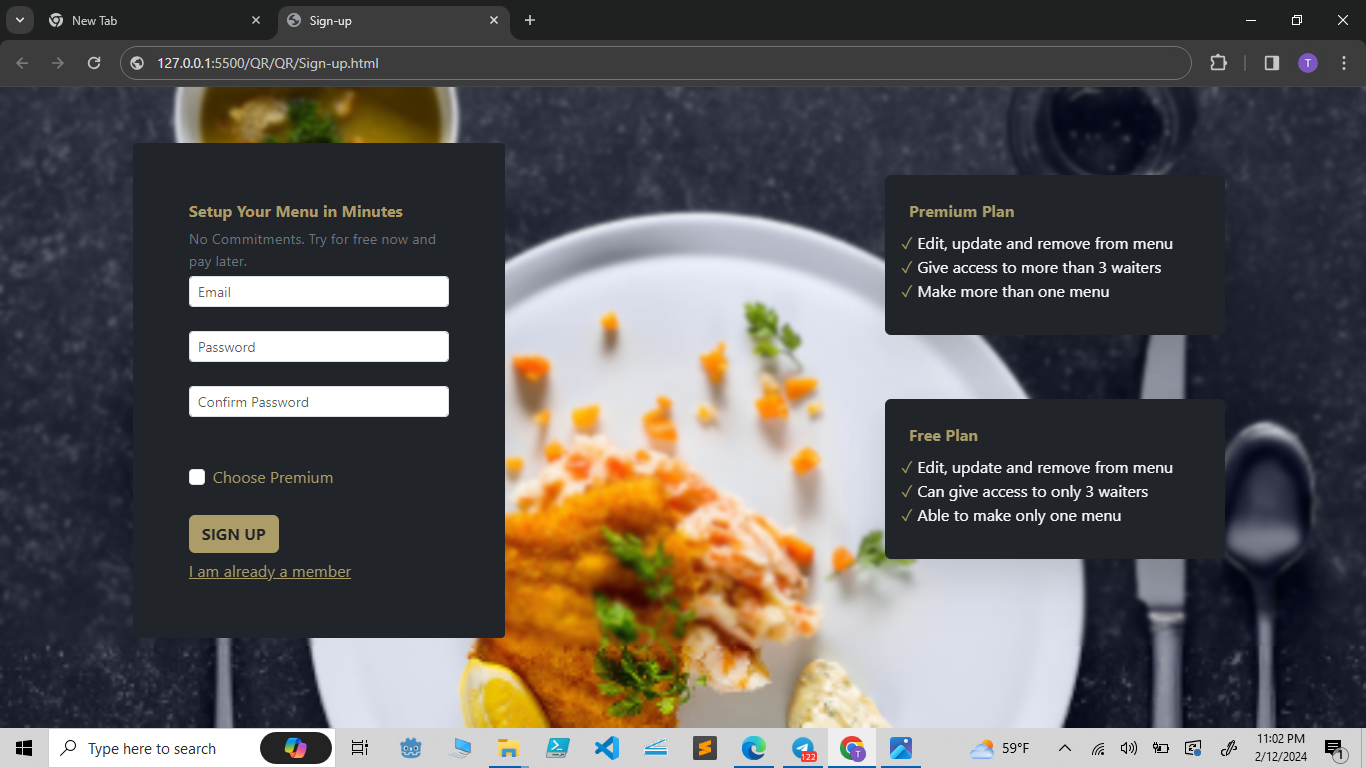 New Tab
Sign-up
127.0.0.1:5500/QR/QR/Sign-up.html
T
Setup Your Menu in Minutes
No Commitments. Try for free now and
pay later.
Email
Password
Confirm Password
Choose Premium
SIGN UP
I am already a member
Premium Plan
✓ Edit, update and remove from menu
✓ Give access to more than 3 waiters
✓ Make more than one menu
Free Plan
✓ Edit, update and remove from menu
✓ Can give access to only 3 waiters
✓ Able to make only one menu
Type here to search
122
T
59°F
11:02 PM
2/12/2024
1